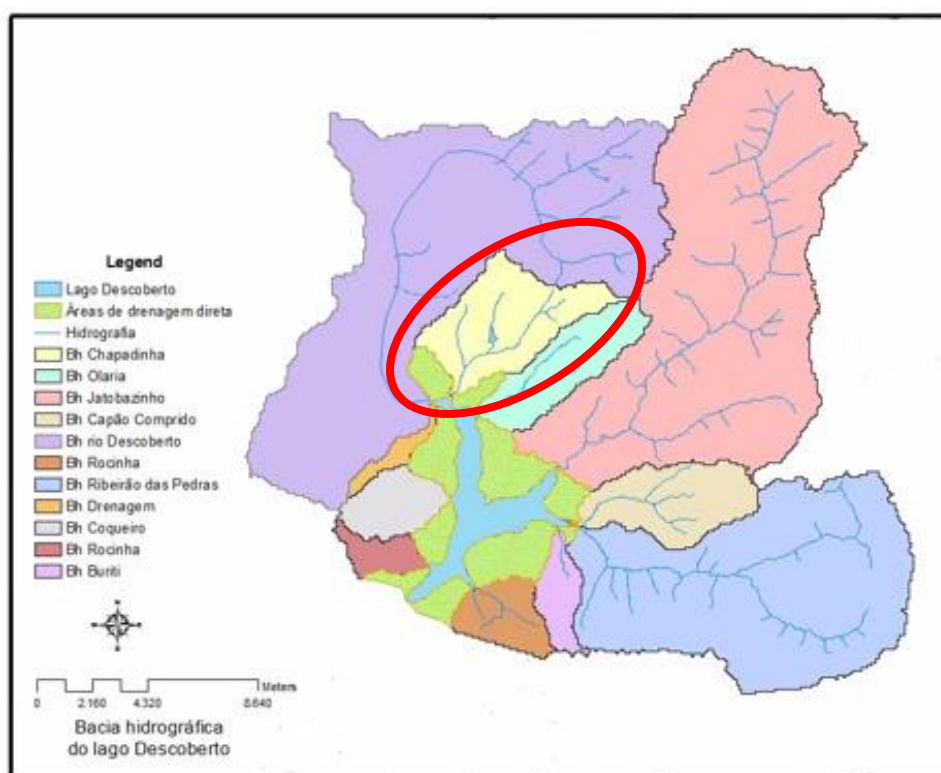 Legend
Lago Descoberto
Áreas de drenagem direta
Hidrografia
Bh Chapadinha
Bh Olaria
Bh Jatobazinho
Bh Capão Comprido
Bh rio Descoberto
Bh Rocinha
Bh Ribeirão das Pedras
Bh Drenagem
Bh Coqueiro
Bh Rocinha
Bh Buriti
Meters
0 2.160 4.320 8.640
Bacia hidrográfica
do lago Descoberto